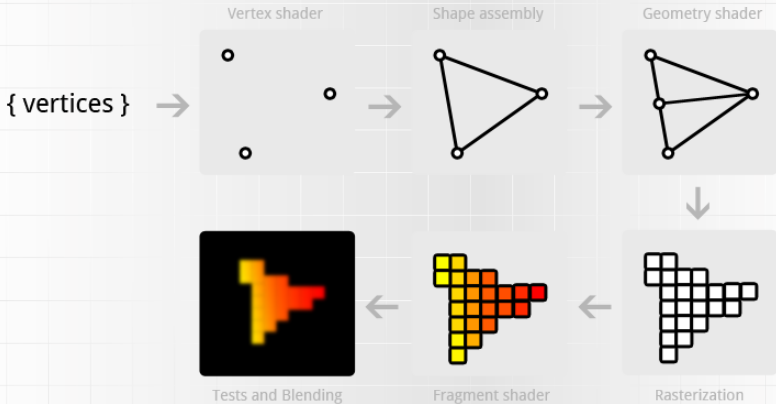 Vertex shader
Shape assembly
Geometry shader
{ vertices }
Tests and Blending
Fragment shader
Rasterization